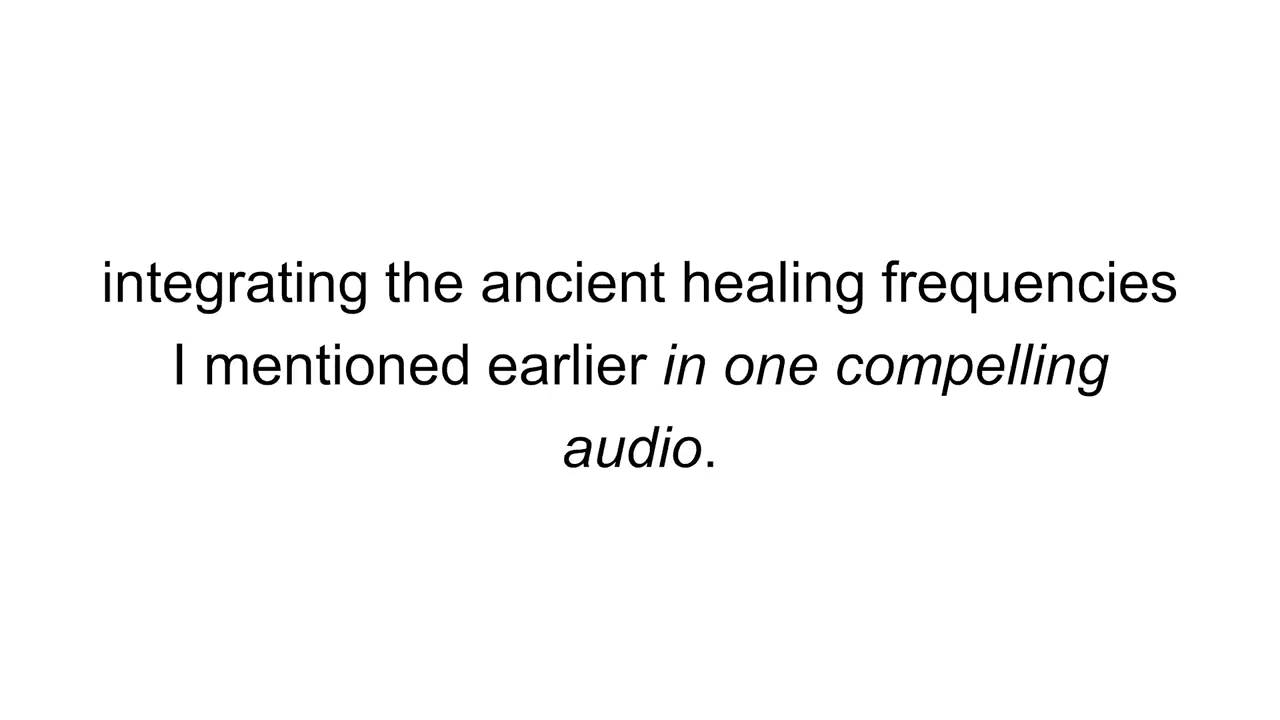 integrating the ancient healing frequencies
I mentioned earlier in one compelling
audio.